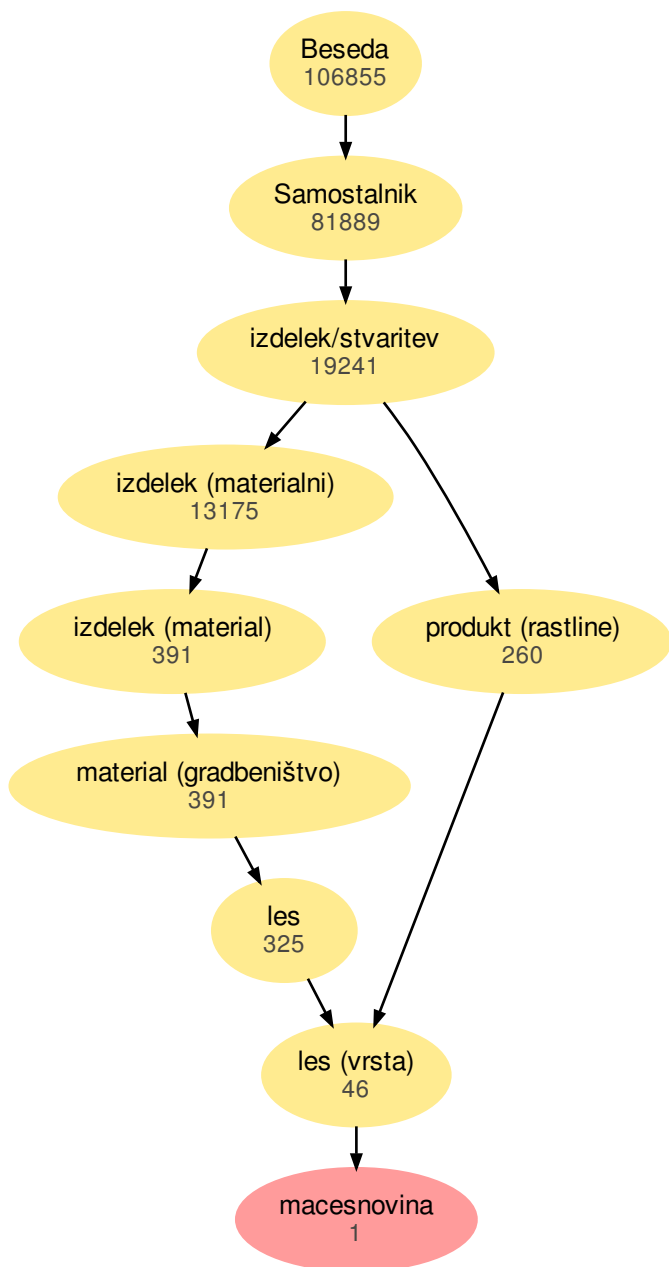 Beseda
106855
Samostalnik
81889
izdelek/stvaritev
19241
izdelek (materialni)
13175
izdelek (material)
391
produkt (rastline)
260
material (gradbeništvo)
391
les
325
les (vrsta)
46
macesnovina
1